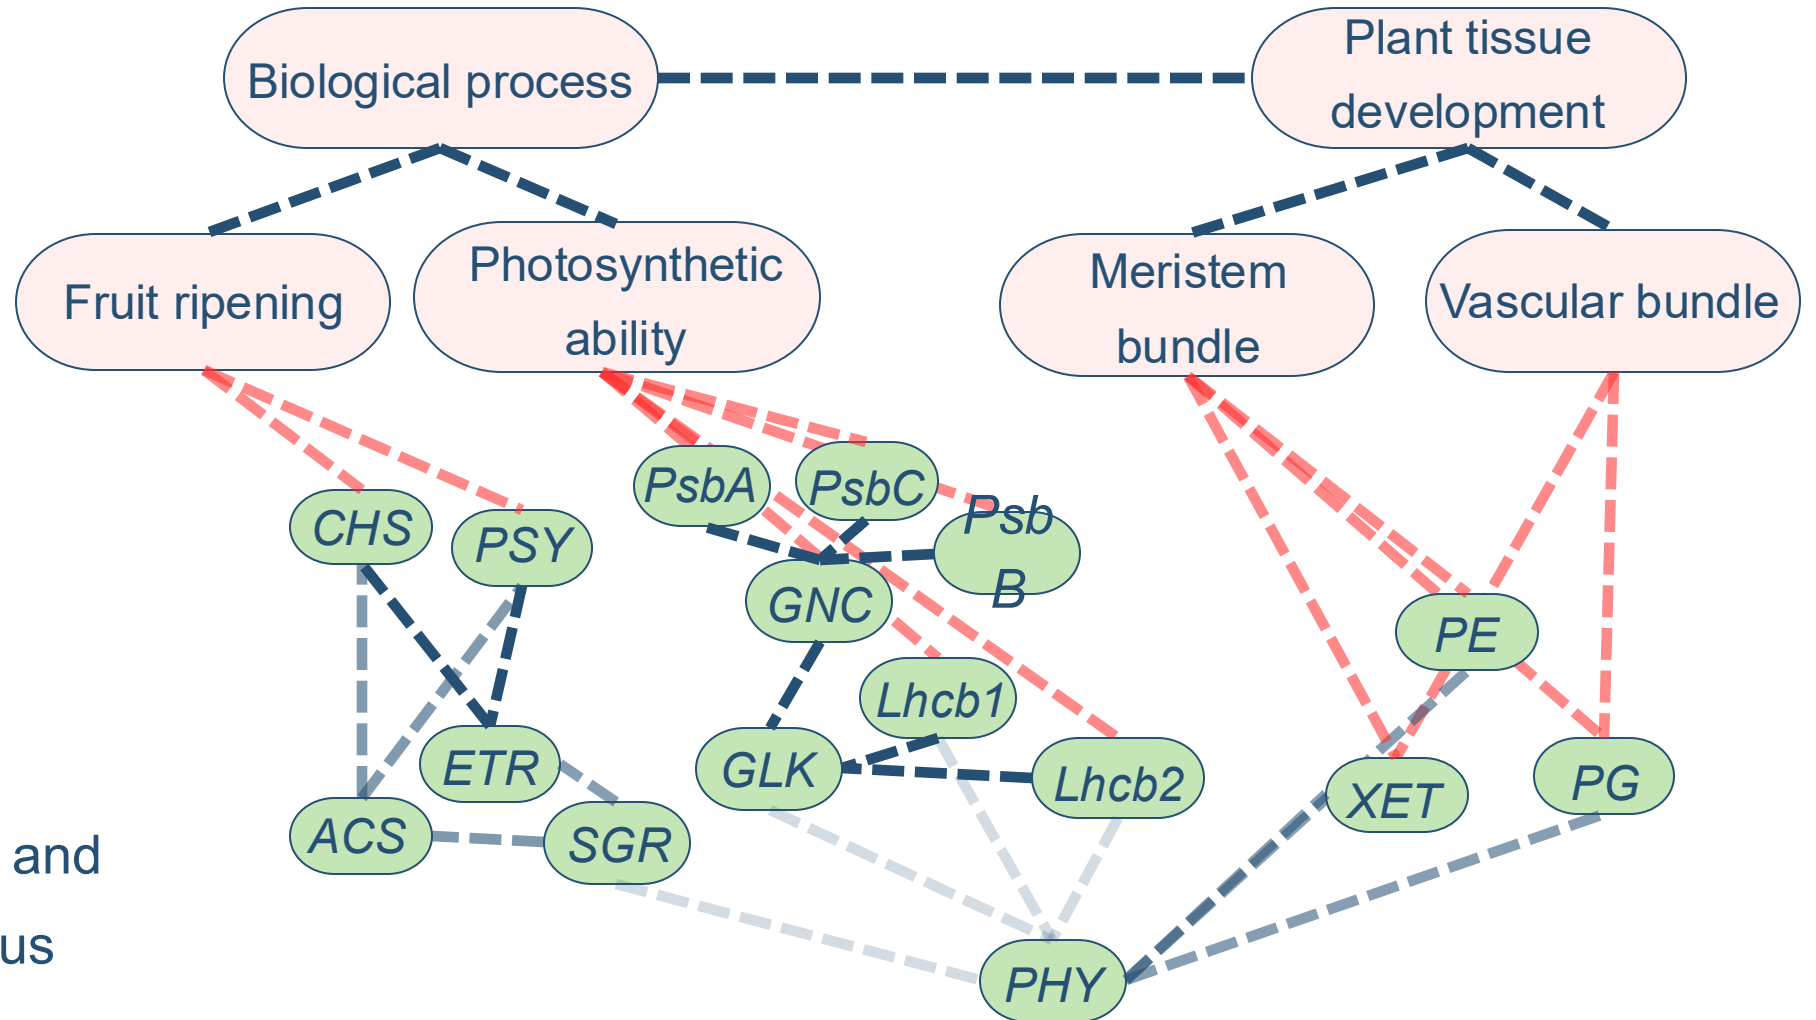 Biological process
Plant tissue
development
Fruit ripening
Photosynthetic
ability
Meristem
bundle
Vascular bundle
CHS
PSY
PsbA
PsbC
Psb
B
GNC
PE
ETR
Lhcb1
GLK
Lhcb2
XET
PG
ACS
SGR
and
us
PHY